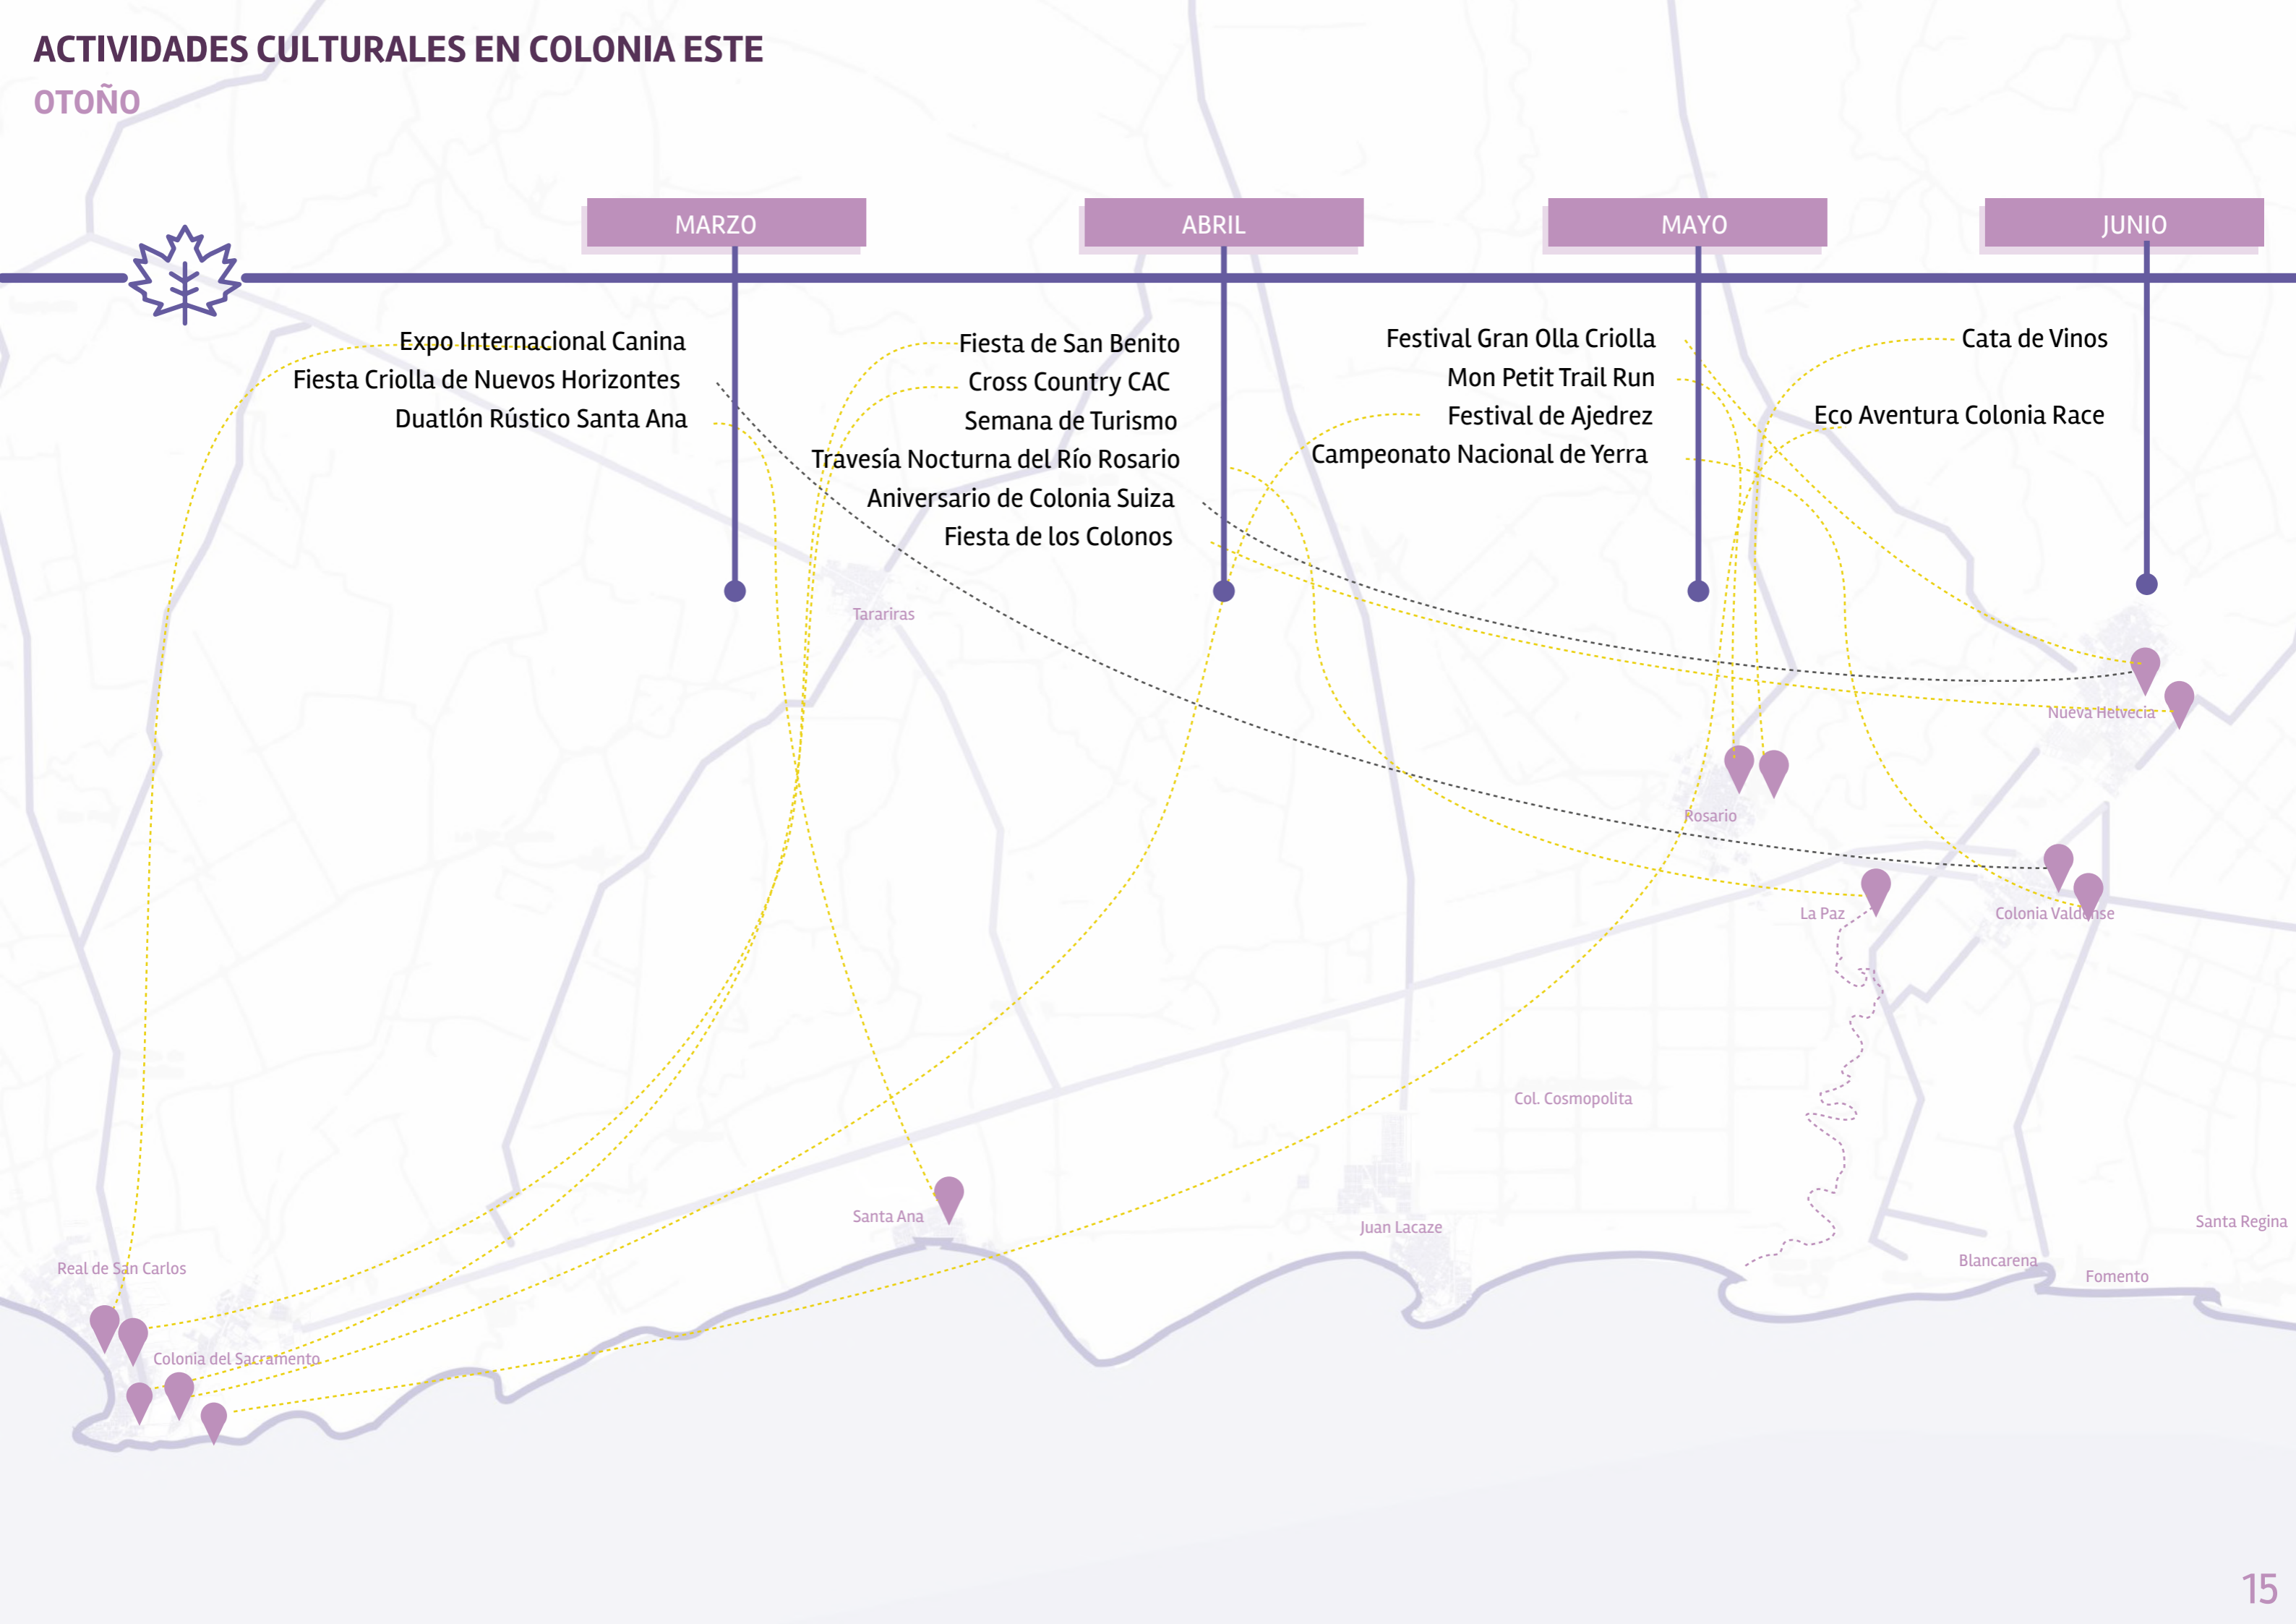 ACTIVIDADES CULTURALES EN COLONIA ESTE
OTOÑO
MARZO
ABRIL
MAYO
JUNIO
Expo Internacional Canina
Fiesta Criolla de Nuevos Horizontes
Duatlón Rústico Santa Ana
Fiesta de San Benito
Cross Country CAC
Semana de Turismo
Travesía Nocturna del Río Rosario
Aniversario de Colonia Suiza
Fiesta de los Colonos
Festival Gran Olla Criolla
Mon Petit Trail Run
Festival de Ajedrez
Campeonato Nacional de Yerra
Cata de Vinos
Eco Aventura Colonia Race
Tarariras
Nueva Helvecia
Rosario
La Paz
Colonia Valdense
Col. Cosmopolita
Santa Ana
Juan Lacaze
Santa Regina
Real de San Carlos
Blancarena
Fomento
Colonia del Sacramento
15